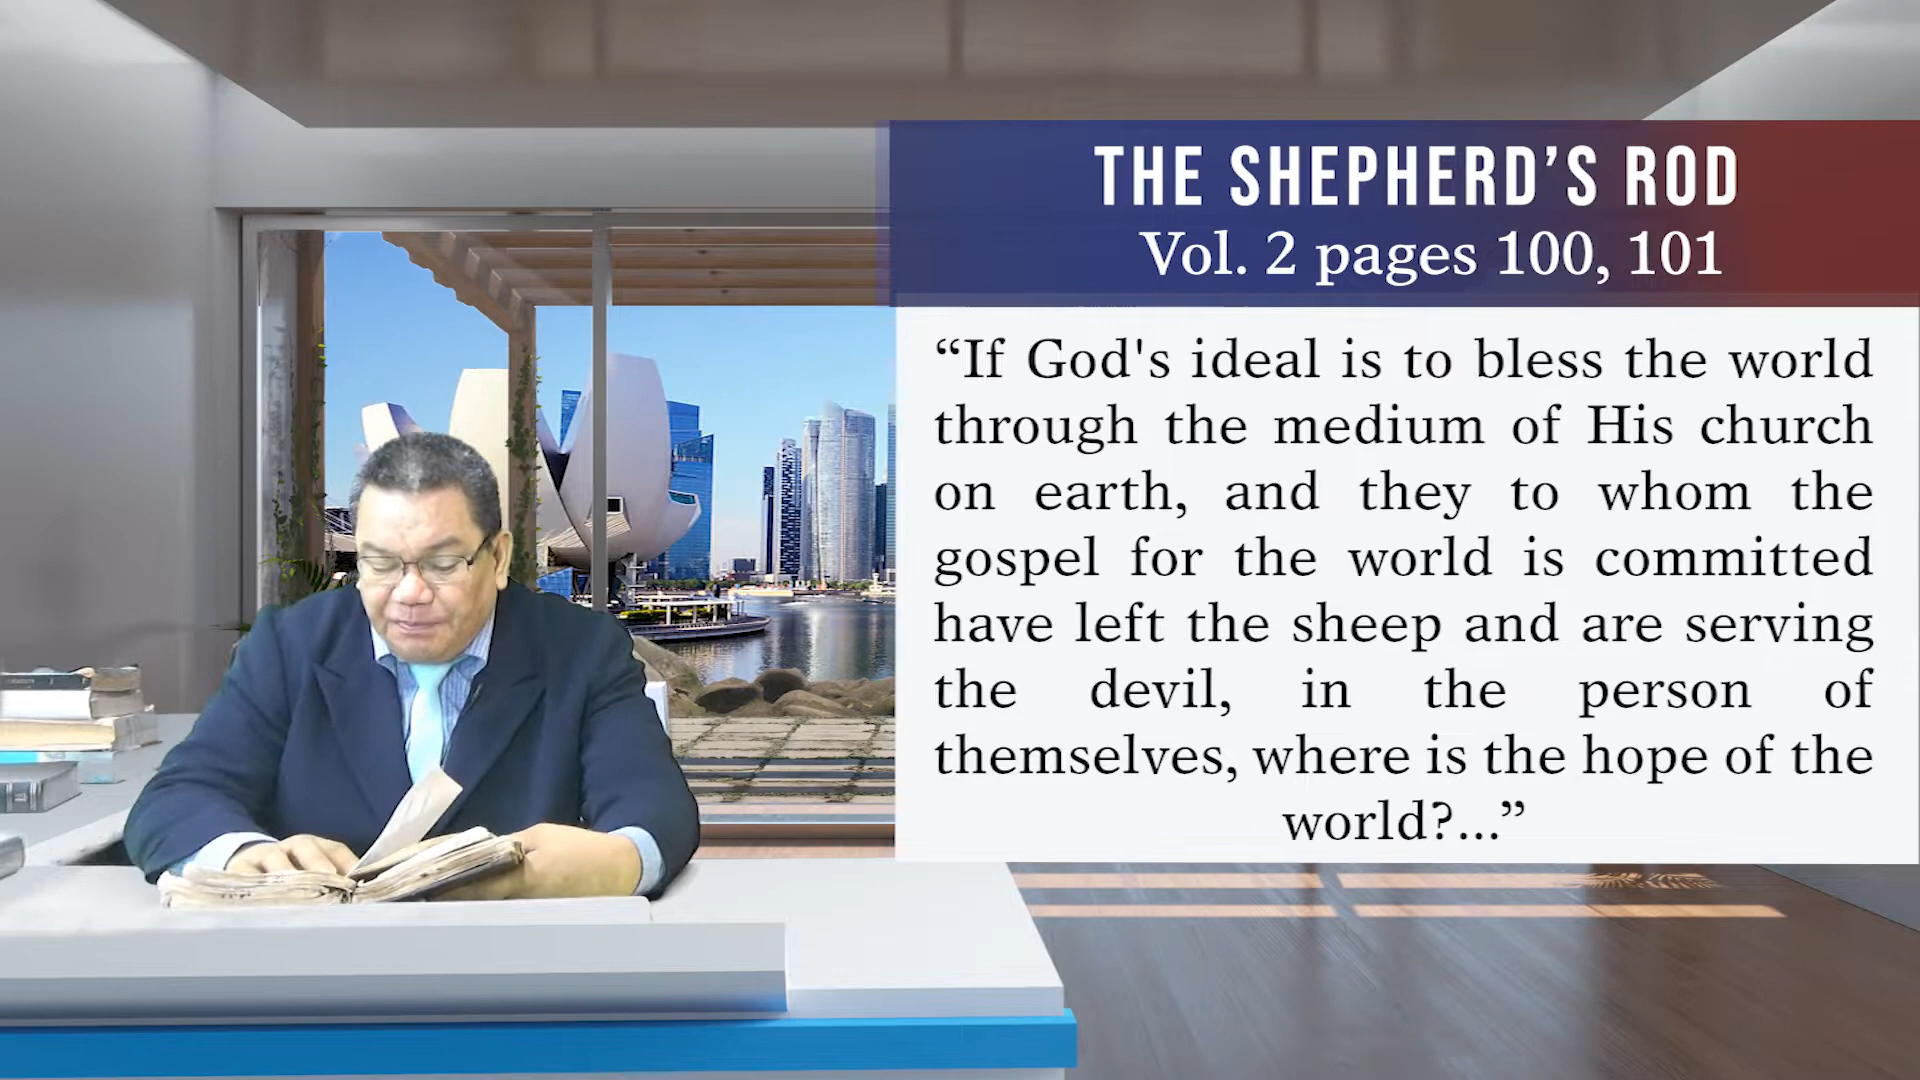 THE SHEPHERD’S ROD
Vol. 2 pages 100, 101
“If God's ideal is to bless the world
through the medium of His church
on earth, and they to whom the
gospel for the world is committed
have left the sheep and are serving
the devil, in the person of
themselves, where is the hope of the
world?...”